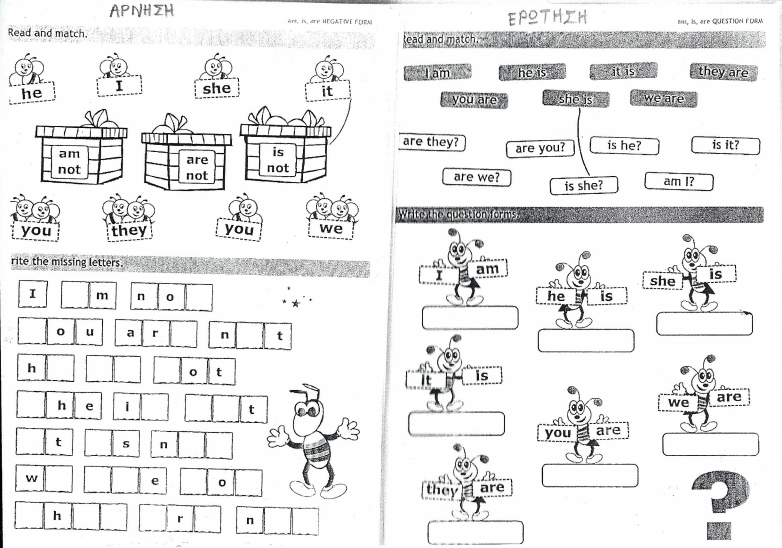 ΑΡΝΗΣΗ
am, is, are NEGATIVE FORM
Read and match.
he
I
she
it
am
not
are
not
is
not
you
they
you
we
rite the missing letters.
I m n o
o u a r n t
h o t
h e i t
t s n
w e o
h r n
ΕΡΩΤΗΣΗ
am, is, are QUESTION FORM
ead and match.
I am
he is
it is
they are
you are
she is
we are
are they?
are you?
is he?
is it?
are we?
is she?
am I?
Write the question forms.
I am
he is
she is
it is
you are
we are
they are
?